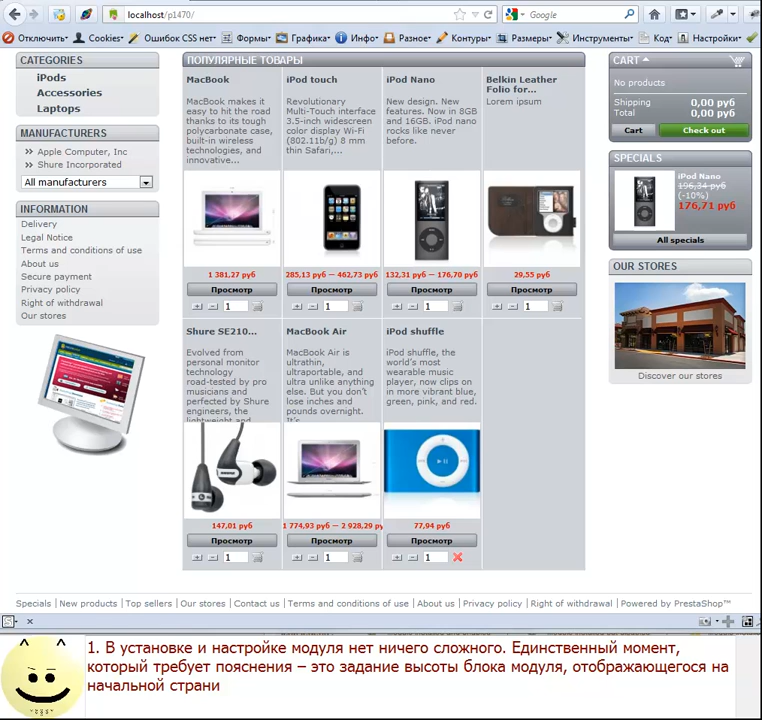 localhost/p1470/
Google
Отключить Cookies Ошибок CSS нет Формы Графика Инфо Разное Контуры Размеры Инструменты Код Настройки
CATEGORIES
iPods
Accessories
Laptops
MANUFACTURERS
Apple Computer, Inc
Shure Incorporated
All manufacturers
INFORMATION
Delivery
Legal Notice
Terms and conditions of use
About us
Secure payment
Privacy policy
Right of withdrawal
Our stores
ПОПУЛЯРНЫЕ ТОВАРЫ
MacBook
MacBook makes it
easy to hit the road
thanks to its tough
polycarbonate case,
built-in wireless
technologies, and
innovative...
1 381,27 руб
Просмотр
1
iPod touch
Revolutionary
Multi-Touch interface
3.5-inch widescreen
color display Wi-Fi
(802.11b/g) 8 mm
thin Safari,...
285,13 руб — 462,73 руб
Просмотр
1
iPod Nano
New design. New
features. Now in 8GB
and 16GB. iPod nano
rocks like never
before.
132,31 руб — 176,70 руб
Просмотр
1
Belkin Leather
Folio for...
Lorem ipsum
29,55 руб
Просмотр
1
Shure SE210...
Evolved from
personal monitor
technology
road-tested by pro
musicians and
perfected by Shure
engineers, the
lightweight and
147,01 руб
Просмотр
1
MacBook Air
MacBook Air is
ultrathin,
ultraportable, and
ultra unlike anything
else. But you don't
lose inches and
pounds overnight.
It's
1 774,93 руб — 2 928,29 ру
Просмотр
1
iPod shuffle
iPod shuffle, the
world's most
wearable music
player, now clips on
in more vibrant blue,
green, pink, and red.
77,94 руб
Просмотр
1
CART
No products
Shipping 0,00 руб
Total 0,00 руб
Cart Check out
SPECIALS
iPod Nano
196,34 руб
(-10%)
176,71 руб
All specials
OUR STORES
Discover our stores
Specials | New products | Top sellers | Our stores | Contact us | Terms and conditions of use | About us | Privacy policy | Right of withdrawal | Powered by PrestaShop™
1. В установке и настройке модуля нет ничего сложного. Единственный момент,
который требует пояснения – это задание высоты блока модуля, отображающегося на
начальной страни